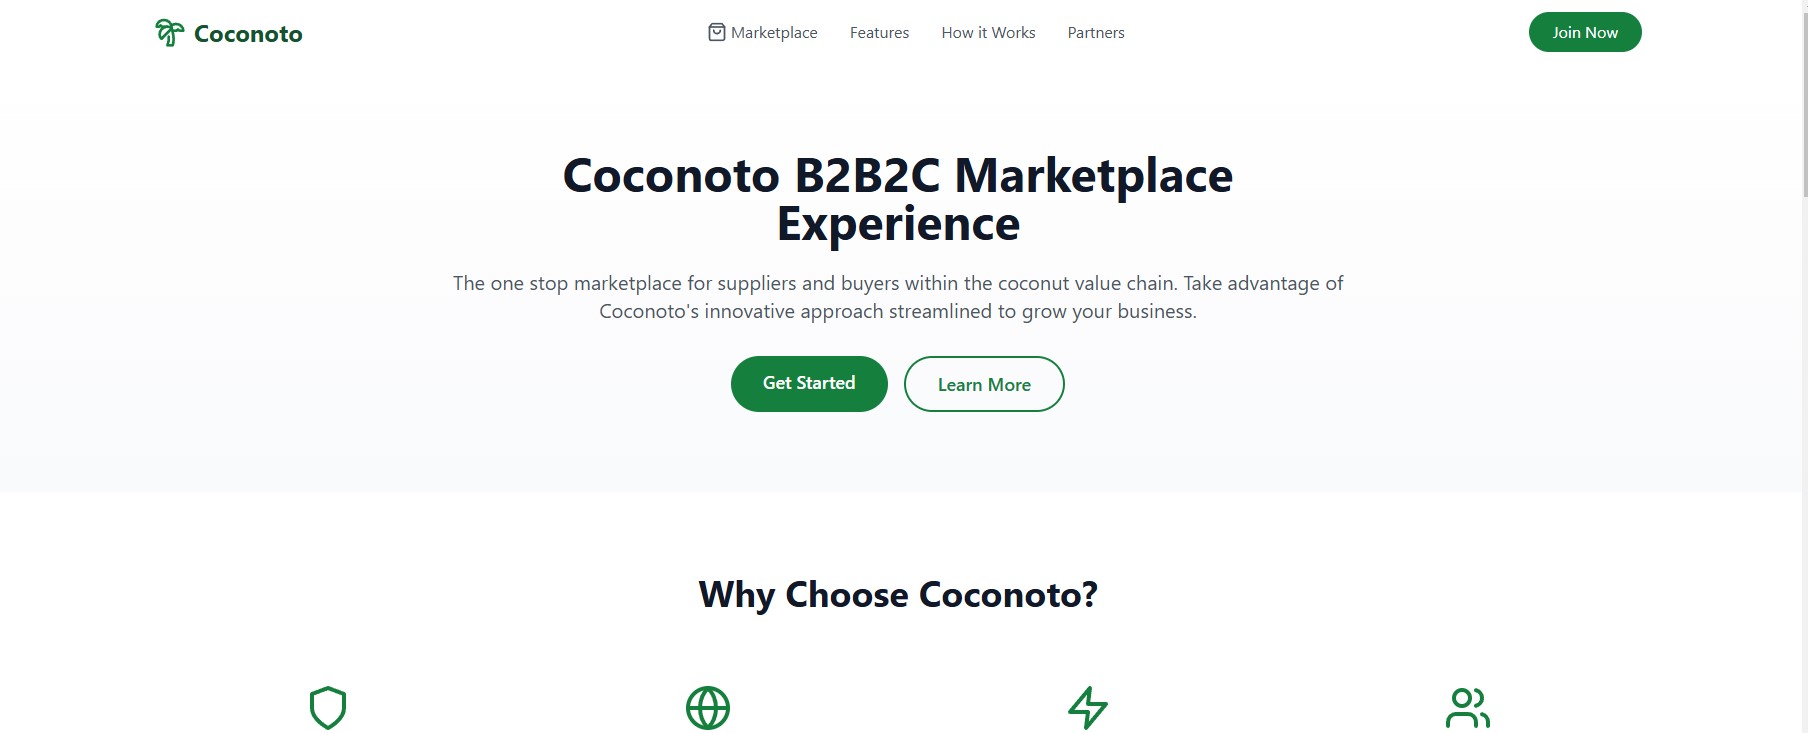 Coconoto
Marketplace
Features
How it Works
Partners
Join Now
Coconoto B2B2C Marketplace
Experience
The one stop marketplace for suppliers and buyers within the coconut value chain. Take advantage of
Coconoto's innovative approach streamlined to grow your business.
Get Started
Learn More
Why Choose Coconoto?